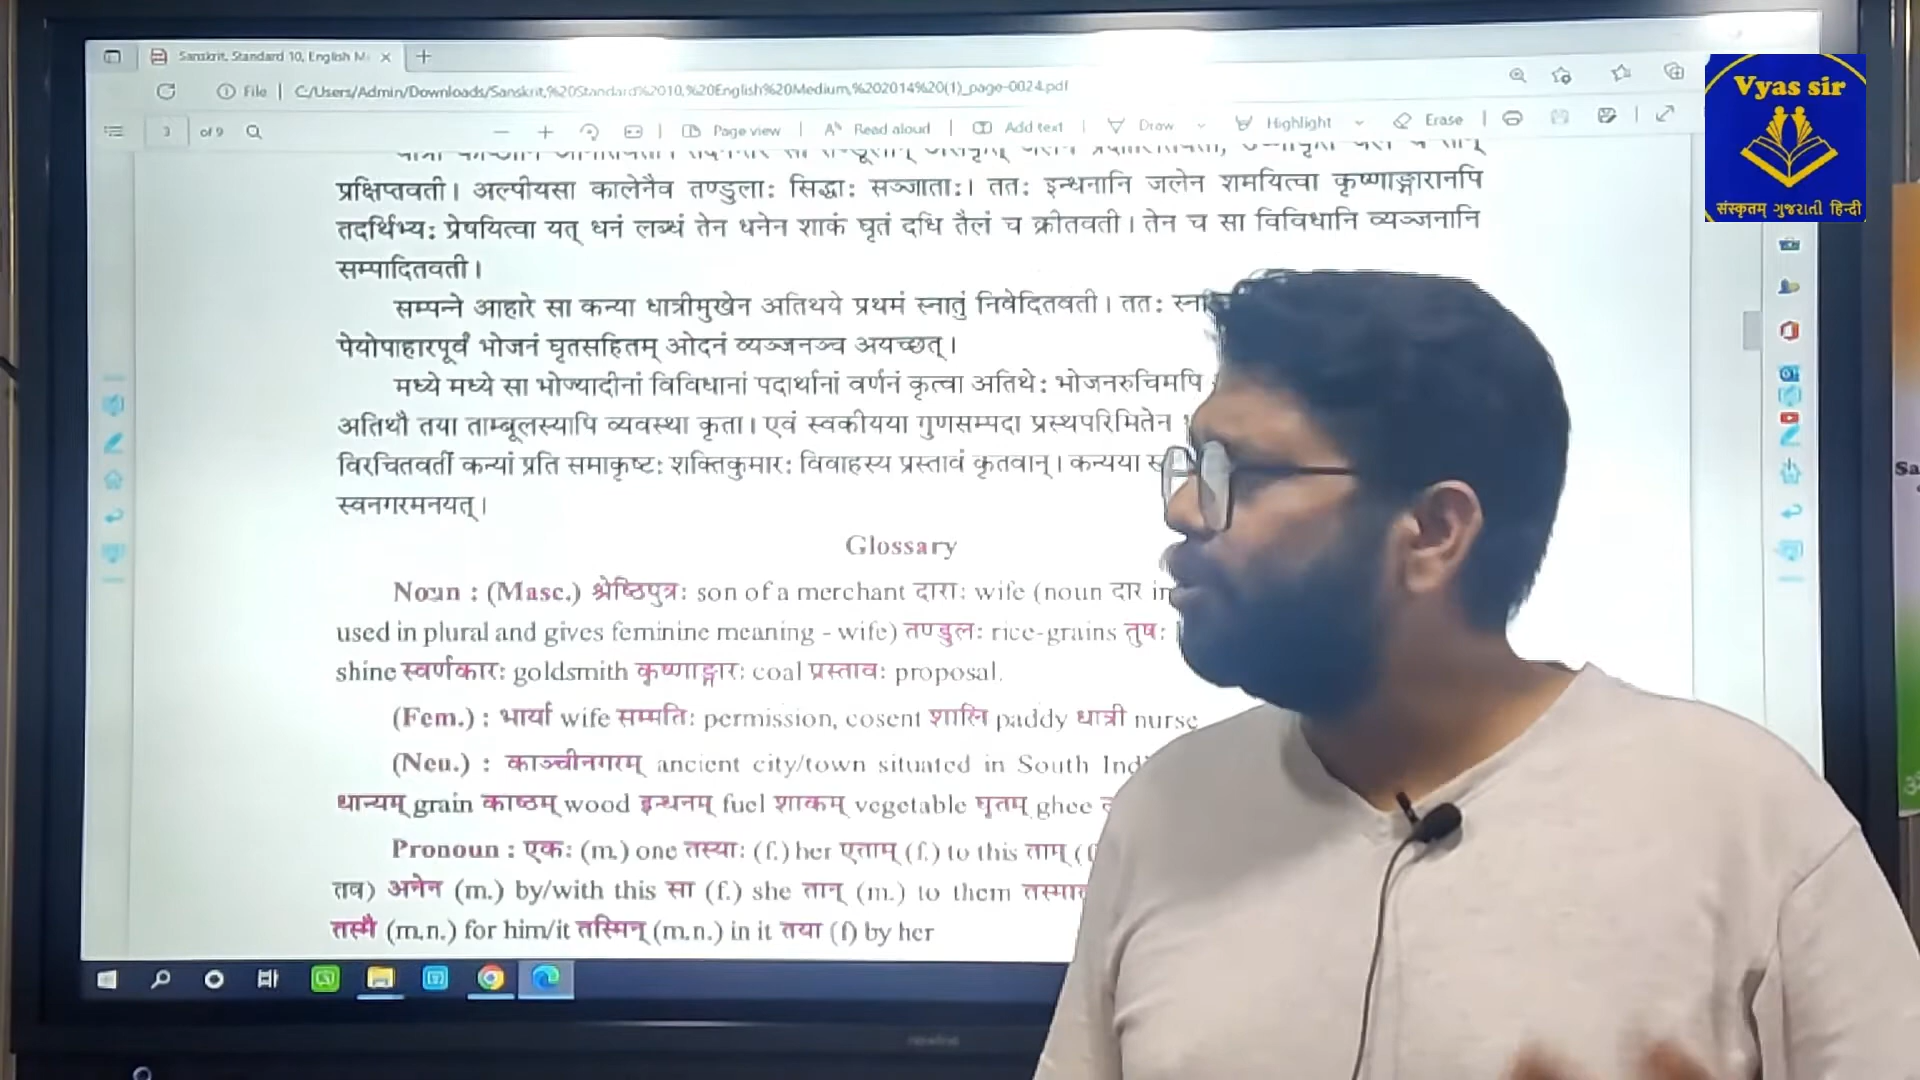 Sanskrit, Standard 10, English M
File
C:/Users/Admin/Downloads/Sanskrit,%20Standard%2010,%20English%20Medium,%202014%20(1)_page-0024.pdf
3 of 9 Page view Read aloud Add text Draw Highlight Erase
Vyas sir
संस्कृतम् ગુજરાતી हिन्दी
प्रक्षिप्तवती। अल्पीयसा कालेनैव तण्डुलाः सिद्धाः सञ्जाताः। ततः इन्धनानि जलेन शमयित्वा कृष्णाङ्गारानपि
तदर्थिभ्यः प्रेषयित्वा यत् धनं लब्धं तेन धनेन शाकं घृतं दधि तैलं च क्रीतवती। तेन च सा विविधानि व्यञ्जनानि
सम्पादितवती।
सम्पन्ने आहारे सा कन्या धात्रीमुखेन अतिथये प्रथमं स्नातुं निवेदितवती। ततः
पेयोपाहारपूर्वं भोजनं घृतसहितम् ओदनं व्यञ्जनञ्च अयच्छत्।
मध्ये मध्ये सा भोज्यादीनां विविधानां पदार्थानां वर्णनं कृत्वा अतिथेः भोजनरुचिमपि
अतिथौ तया ताम्बूलस्यापि व्यवस्था कृता। एवं स्वकीयया गुणसम्पदा प्रस्थपरिमितेन
विरचितवतीं कन्यां प्रति समाकृष्टः शक्तिकुमारः विवाहस्य प्रस्तावं कृतवान्। कन्यया
स्वनगरमनयत्।
Glossary
Noun : (Masc.) श्रेष्ठिपुत्रः son of a merchant दाराः wife (noun दार in
used in plural and gives feminine meaning - wife) तण्डुलः rice-grains तुषः
shine स्वर्णकारः goldsmith कृष्णाङ्गारः coal प्रस्तावः proposal.
(Fem.) : भार्या wife सम्मतिः permission, cosent शालि paddy धात्री nurse
(Neu.) : काञ्चीनगरम् ancient city/town situated in South
धान्यम् grain काष्ठम् wood इन्धनम् fuel शाकम् vegetable घृतम् ghee
Pronoun : एकः (m.) one तस्याः (f.) her एताम् (f.) to this ताम्
तव) अनेन (m.) by/with this सा (f.) she तान् (m.) to them
तस्मै (m.n.) for him/it तस्मिन् (m.n.) in it तया (f) by her